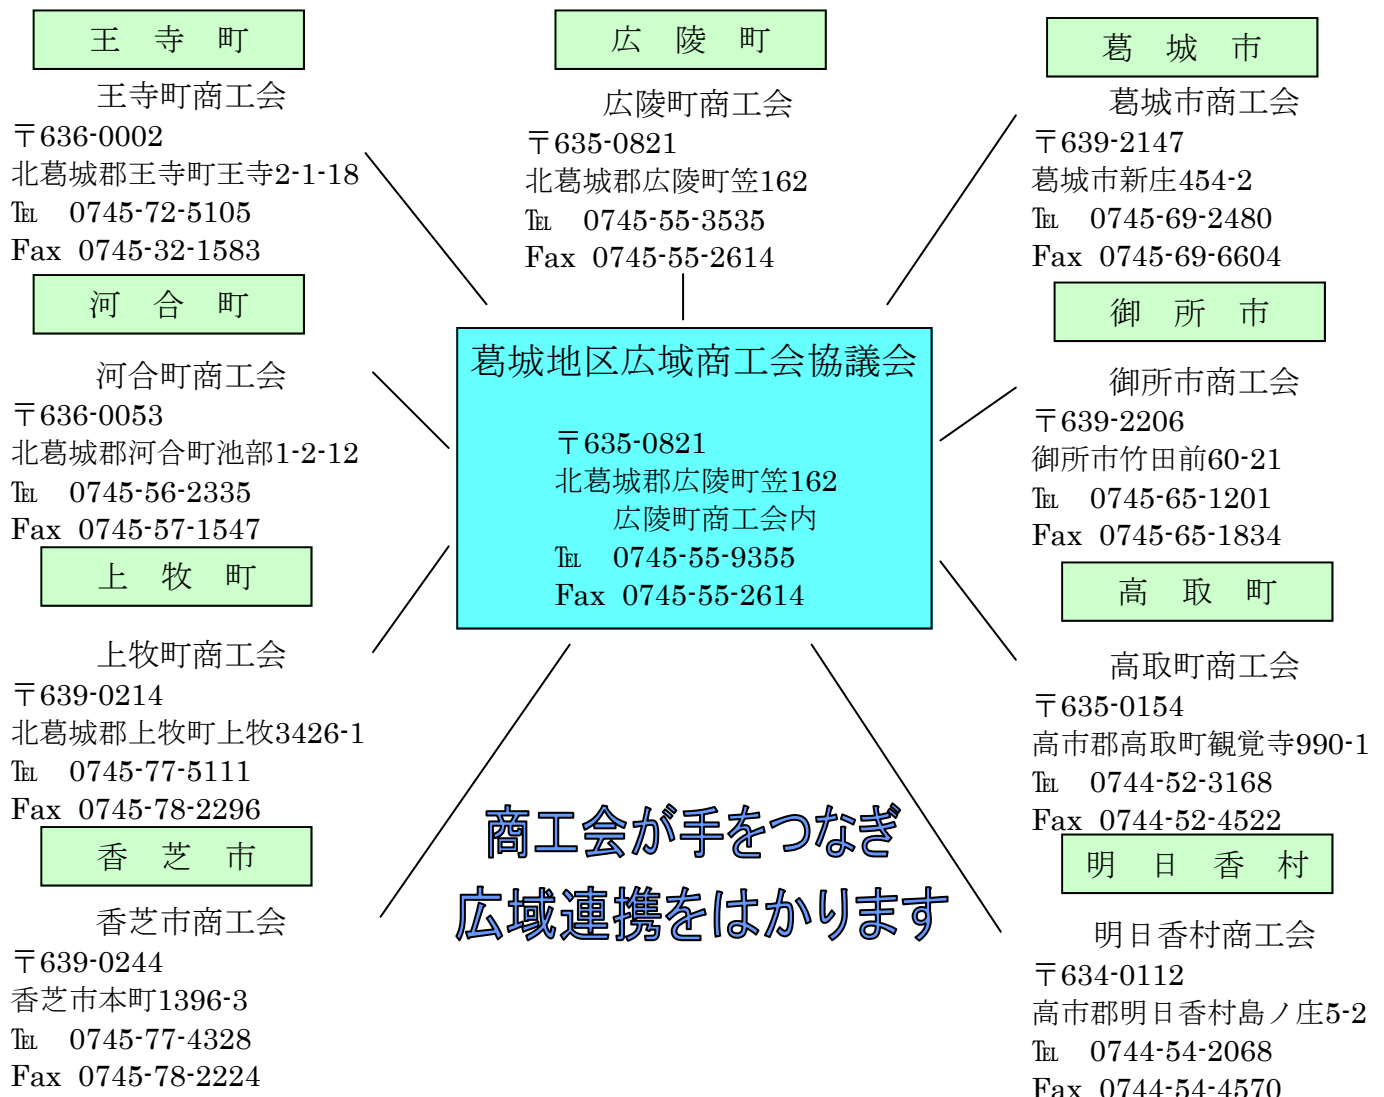 王　寺　町
王寺町商工会
〒636-0002
北葛城郡王寺町王寺2-1-18
℡　0745-72-5105
Fax 0745-32-1583
河　合　町
河合町商工会
〒636-0053
北葛城郡河合町池部1-2-12
℡　0745-56-2335
Fax 0745-57-1547
上　牧　町
上牧町商工会
〒639-0214
北葛城郡上牧町上牧3426-1
℡　0745-77-5111
Fax 0745-78-2296
香　芝　市
香芝市商工会
〒639-0244
香芝市本町1396-3
℡　0745-77-4328
Fax 0745-78-2224
広　陵　町
広陵町商工会
〒635-0821
北葛城郡広陵町笠162
℡　0745-55-3535
Fax 0745-55-2614
葛城地区広域商工会協議会
〒635-0821
北葛城郡広陵町笠162
広陵町商工会内
℡　0745-55-9355
Fax 0745-55-2614
商工会が手をつなぎ
広域連携をはかります
葛　城　市
葛城市商工会
〒639-2147
葛城市新庄454-2
℡　0745-69-2480
Fax 0745-69-6604
御　所　市
御所市商工会
〒639-2206
御所市竹田前60-21
℡　0745-65-1201
Fax 0745-65-1834
高　取　町
高取町商工会
〒635-0154
高市郡高取町観覚寺990-1
℡　0744-52-3168
Fax 0744-52-4522
明　日　香　村
明日香村商工会
〒634-0112
高市郡明日香村島ノ庄5-2
℡　0744-54-2068
Fax 0744-54-4570